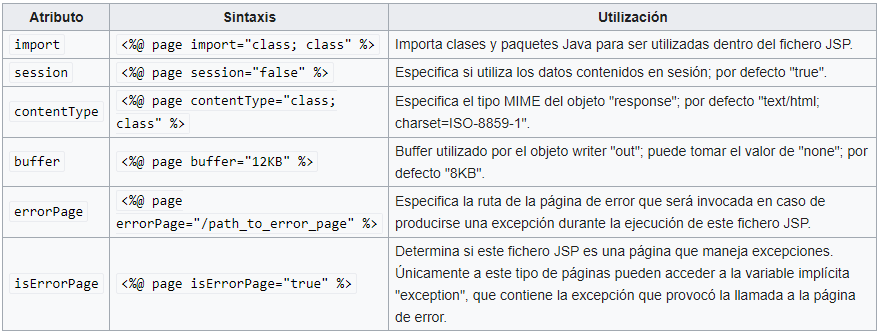 Atributo Sintaxis Utilización
import <%@ page import="class; class" %> Importa clases y paquetes Java para ser utilizadas dentro del fichero JSP.
session <%@ page session="false" %> Especifica si utiliza los datos contenidos en sesión; por defecto "true".
contentType <%@ page contentType="class;
class" %> Especifica el tipo MIME del objeto "response"; por defecto "text/html;
charset=ISO-8859-1".
buffer <%@ page buffer="12KB" %> Buffer utilizado por el objeto writer "out"; puede tomar el valor de "none"; por
defecto "8KB".
errorPage <%@ page
errorPage="/path_to_error_page" %> Especifica la ruta de la página de error que será invocada en caso de
producirse una excepción durante la ejecución de este fichero JSP.
isErrorPage <%@ page isErrorPage="true" %> Determina si este fichero JSP es una página que maneja excepciones.
Únicamente a este tipo de páginas pueden acceder a la variable implícita
"exception", que contiene la excepción que provocó la llamada a la página
de error.